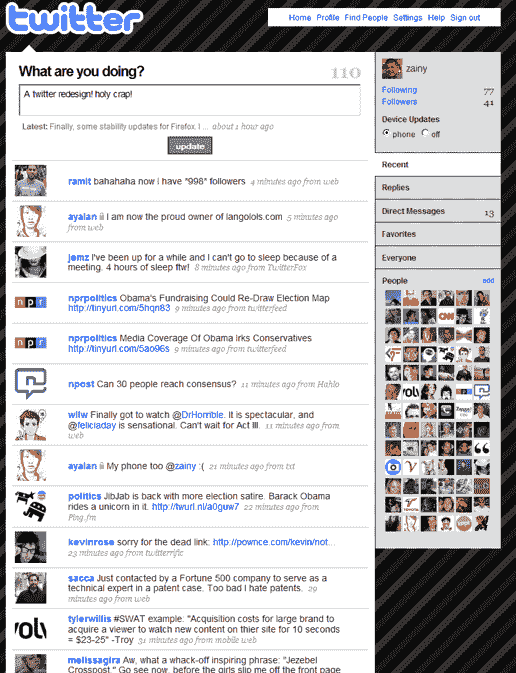 twitter
Home Profile Find People Settings Help Sign out
What are you doing?
110
A twitter redesign! holy crap!
Latest: Finally, some stability updates for Firefox. I ... about 1 hour ago
update
ramit bahahaha now i have "998" followers 4 minutes ago from web
ayalan I am now the proud owner of langolols.com 5 minutes ago
from web
jemz I've been up for a while and I can't go to sleep because of a
meeting. 4 hours of sleep ftw! 8 minutes ago from TwitterFox
nprpolitics Obama's Fundraising Could Re-Draw Election Map
http://tinyurl.com/5hqn83 9 minutes ago from twitterfeed
nprpolitics Media Coverage Of Obama Irks Conservatives
http://tinyurl.com/5ao96s 9 minutes ago from twitterfeed
npost Can 30 people reach consensus? 11 minutes ago from Hahlo
wilw Finally got to watch @DrHorrible. It is spectacular, and
@feliciaday is sensational. Can't wait for Act III. 11 minutes ago from
web
ayalan My phone too @zainy :( 21 minutes ago from txt
politics JibJab is back with more election satire. Barack Obama
rides a unicorn in it. http://twurl.nl/a0guw7 22 minutes ago from
Ping.fm
kevinrose sorry for the dead link: http://pownce.com/kevin/not...
23 minutes ago from twitterrific
sacca Just contacted by a Fortune 500 company to serve as a
technical expert in a patent case. Too bad I hate patents. 29
minutes ago from web
tylerwillis #SWAT example: "Acquisition costs for large brand to
acquire a viewer to watch new content on thier site for 10 seconds
= $23-25" -Troy 31 minutes ago from mobile web
melissagira Aw, what a whack-off inspiring phrase: "Jezebel
Crosspost." Go see now, before the girls slip me off the front page
zainy
Following 77
Followers 41
Device Updates
phone off
Recent
Replies
Direct Messages 13
Favorites
Everyone
People add
n p r
n p r
volv
CNN
vol
n p r